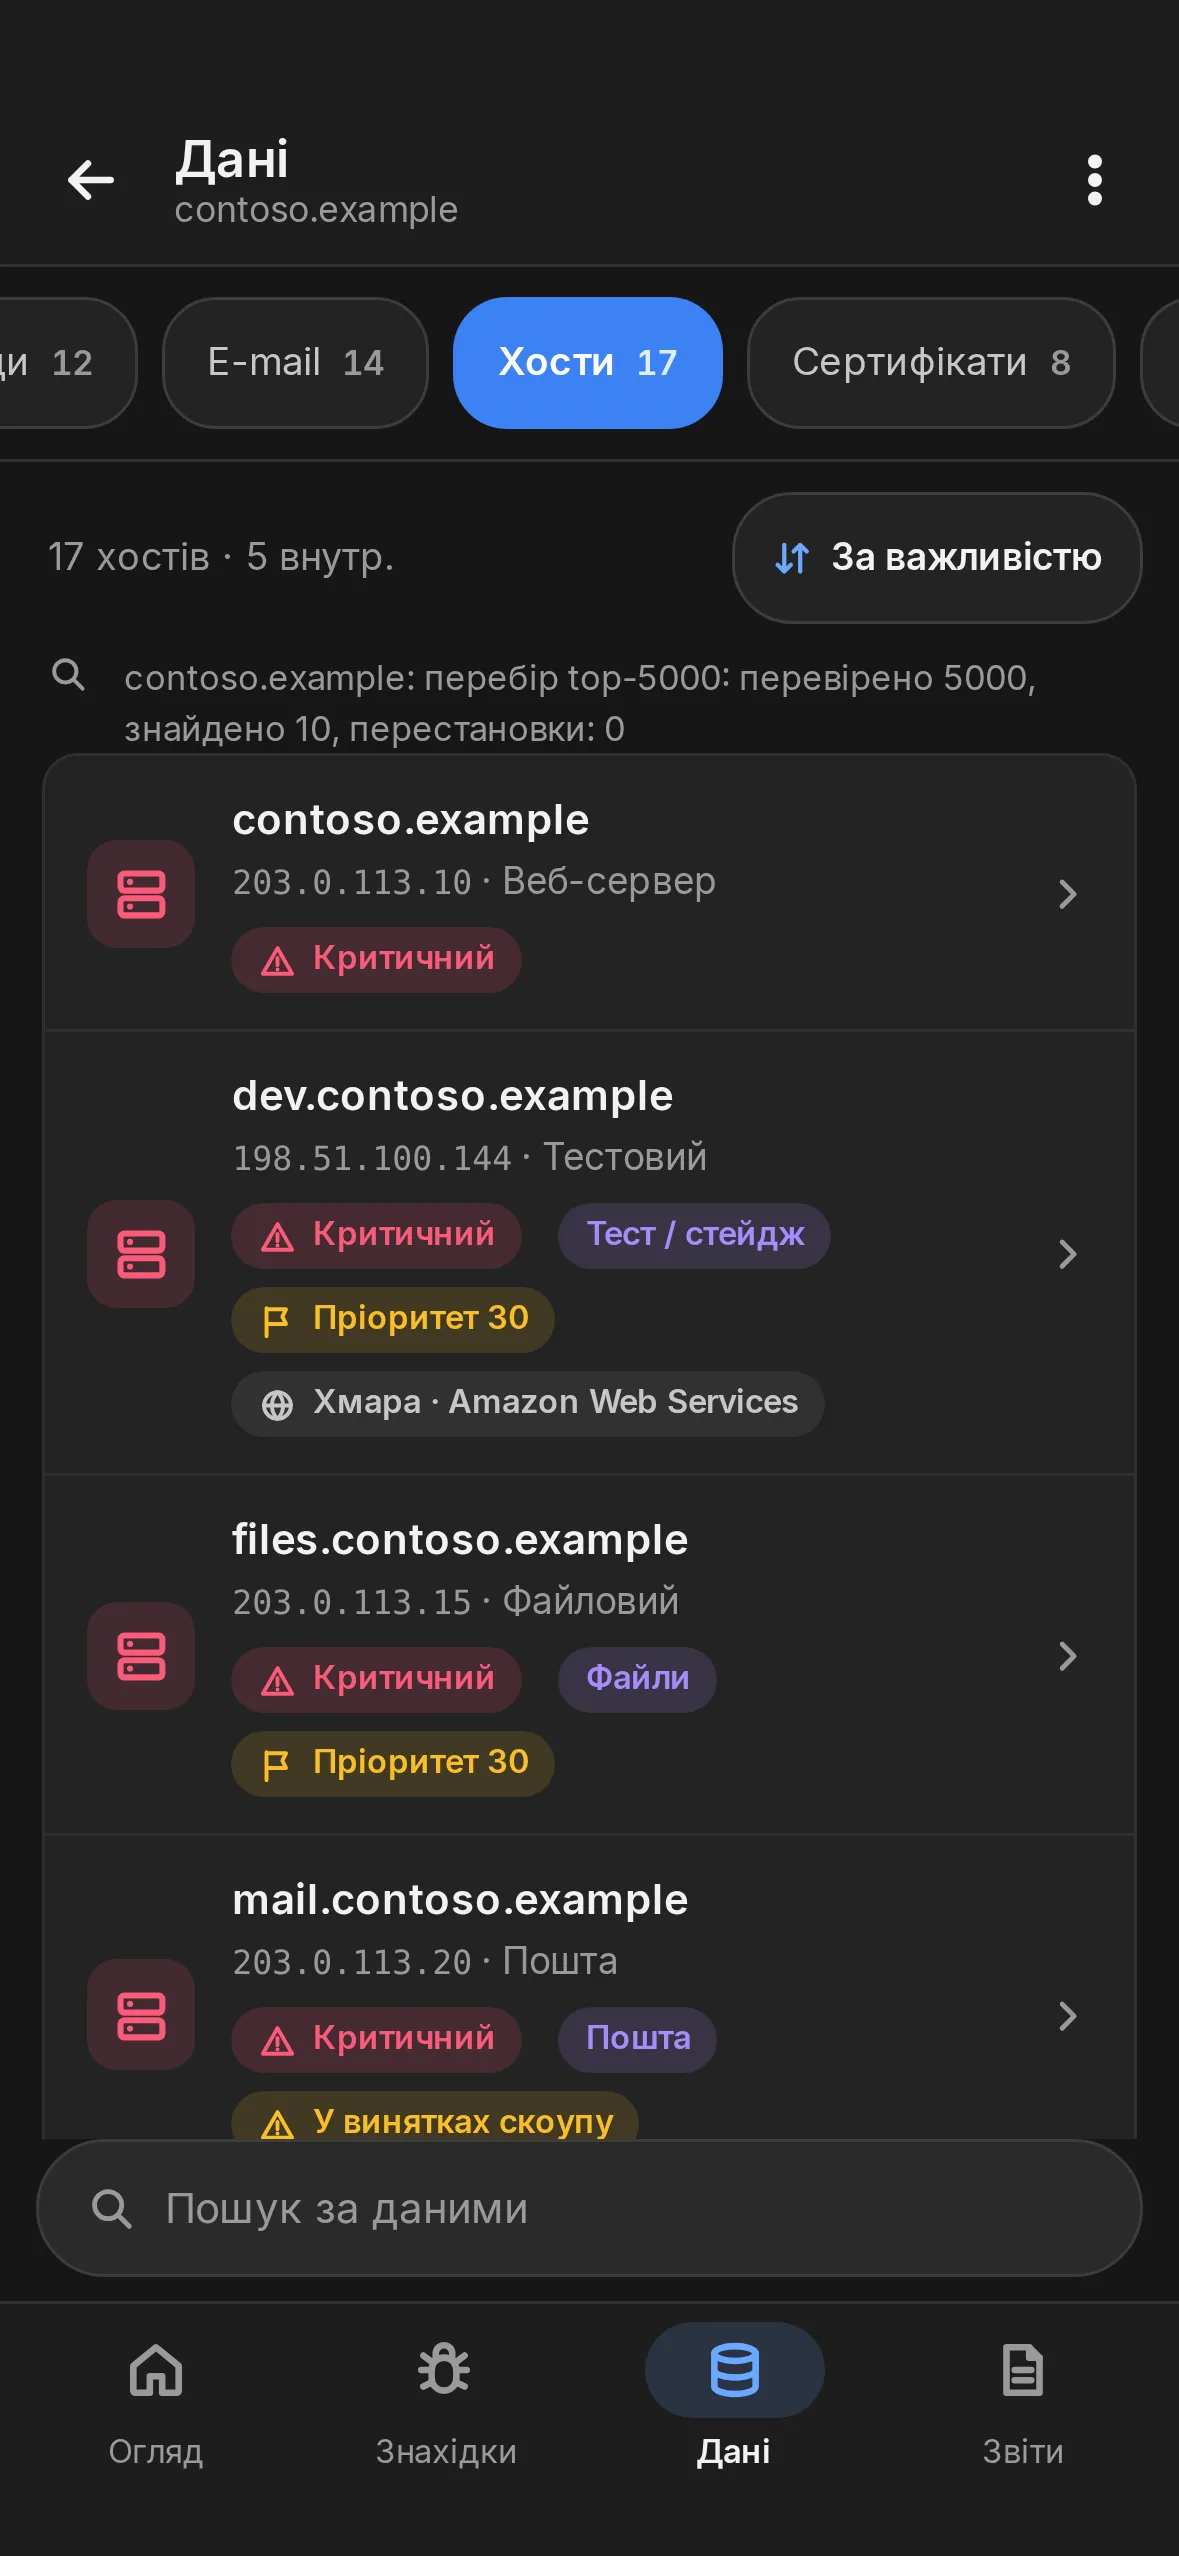 Дані
contoso.example
ди 12
E-mail 14
Хости 17
Сертифікати 8
17 хостів · 5 внутр.
За важливістю
contoso.example: перебір top-5000: перевірено 5000,
знайдено 10, перестановки: 0
contoso.example
203.0.113.10 · Веб-сервер
Критичний
dev.contoso.example
198.51.100.144 · Тестовий
Критичний
Тест / стейдж
Пріоритет 30
Хмара · Amazon Web Services
files.contoso.example
203.0.113.15 · Файловий
Критичний
Файли
Пріоритет 30
mail.contoso.example
203.0.113.20 · Пошта
Критичний
Пошта
У винятках скоупу
Пошук за даними
Огляд
Знахідки
Дані
Звіти